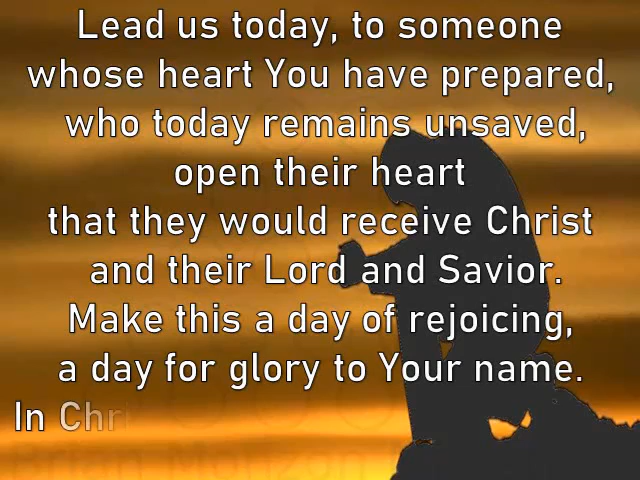 Lead us today, to someone
whose heart You have prepared,
who today remains unsaved,
open their heart
that they would receive Christ
and their Lord and Savior.
Make this a day of rejoicing,
a day for glory to Your name.
In Chr